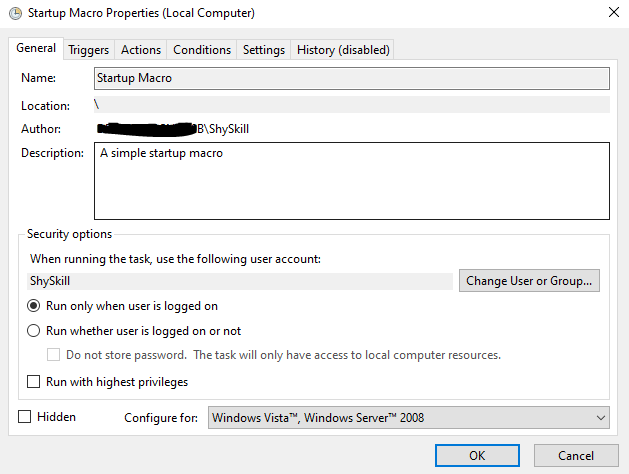 Startup Macro Properties (Local Computer)
General Triggers Actions Conditions Settings History (disabled)
Name: Startup Macro
Location: \
Author: B\ShySkill
Description: A simple startup macro
Security options
When running the task, use the following user account:
ShySkill Change User or Group...
Run only when user is logged on
Run whether user is logged on or not
Do not store password. The task will only have access to local computer resources.
Run with highest privileges
Hidden Configure for: Windows Vista™, Windows Server™ 2008
OK Cancel